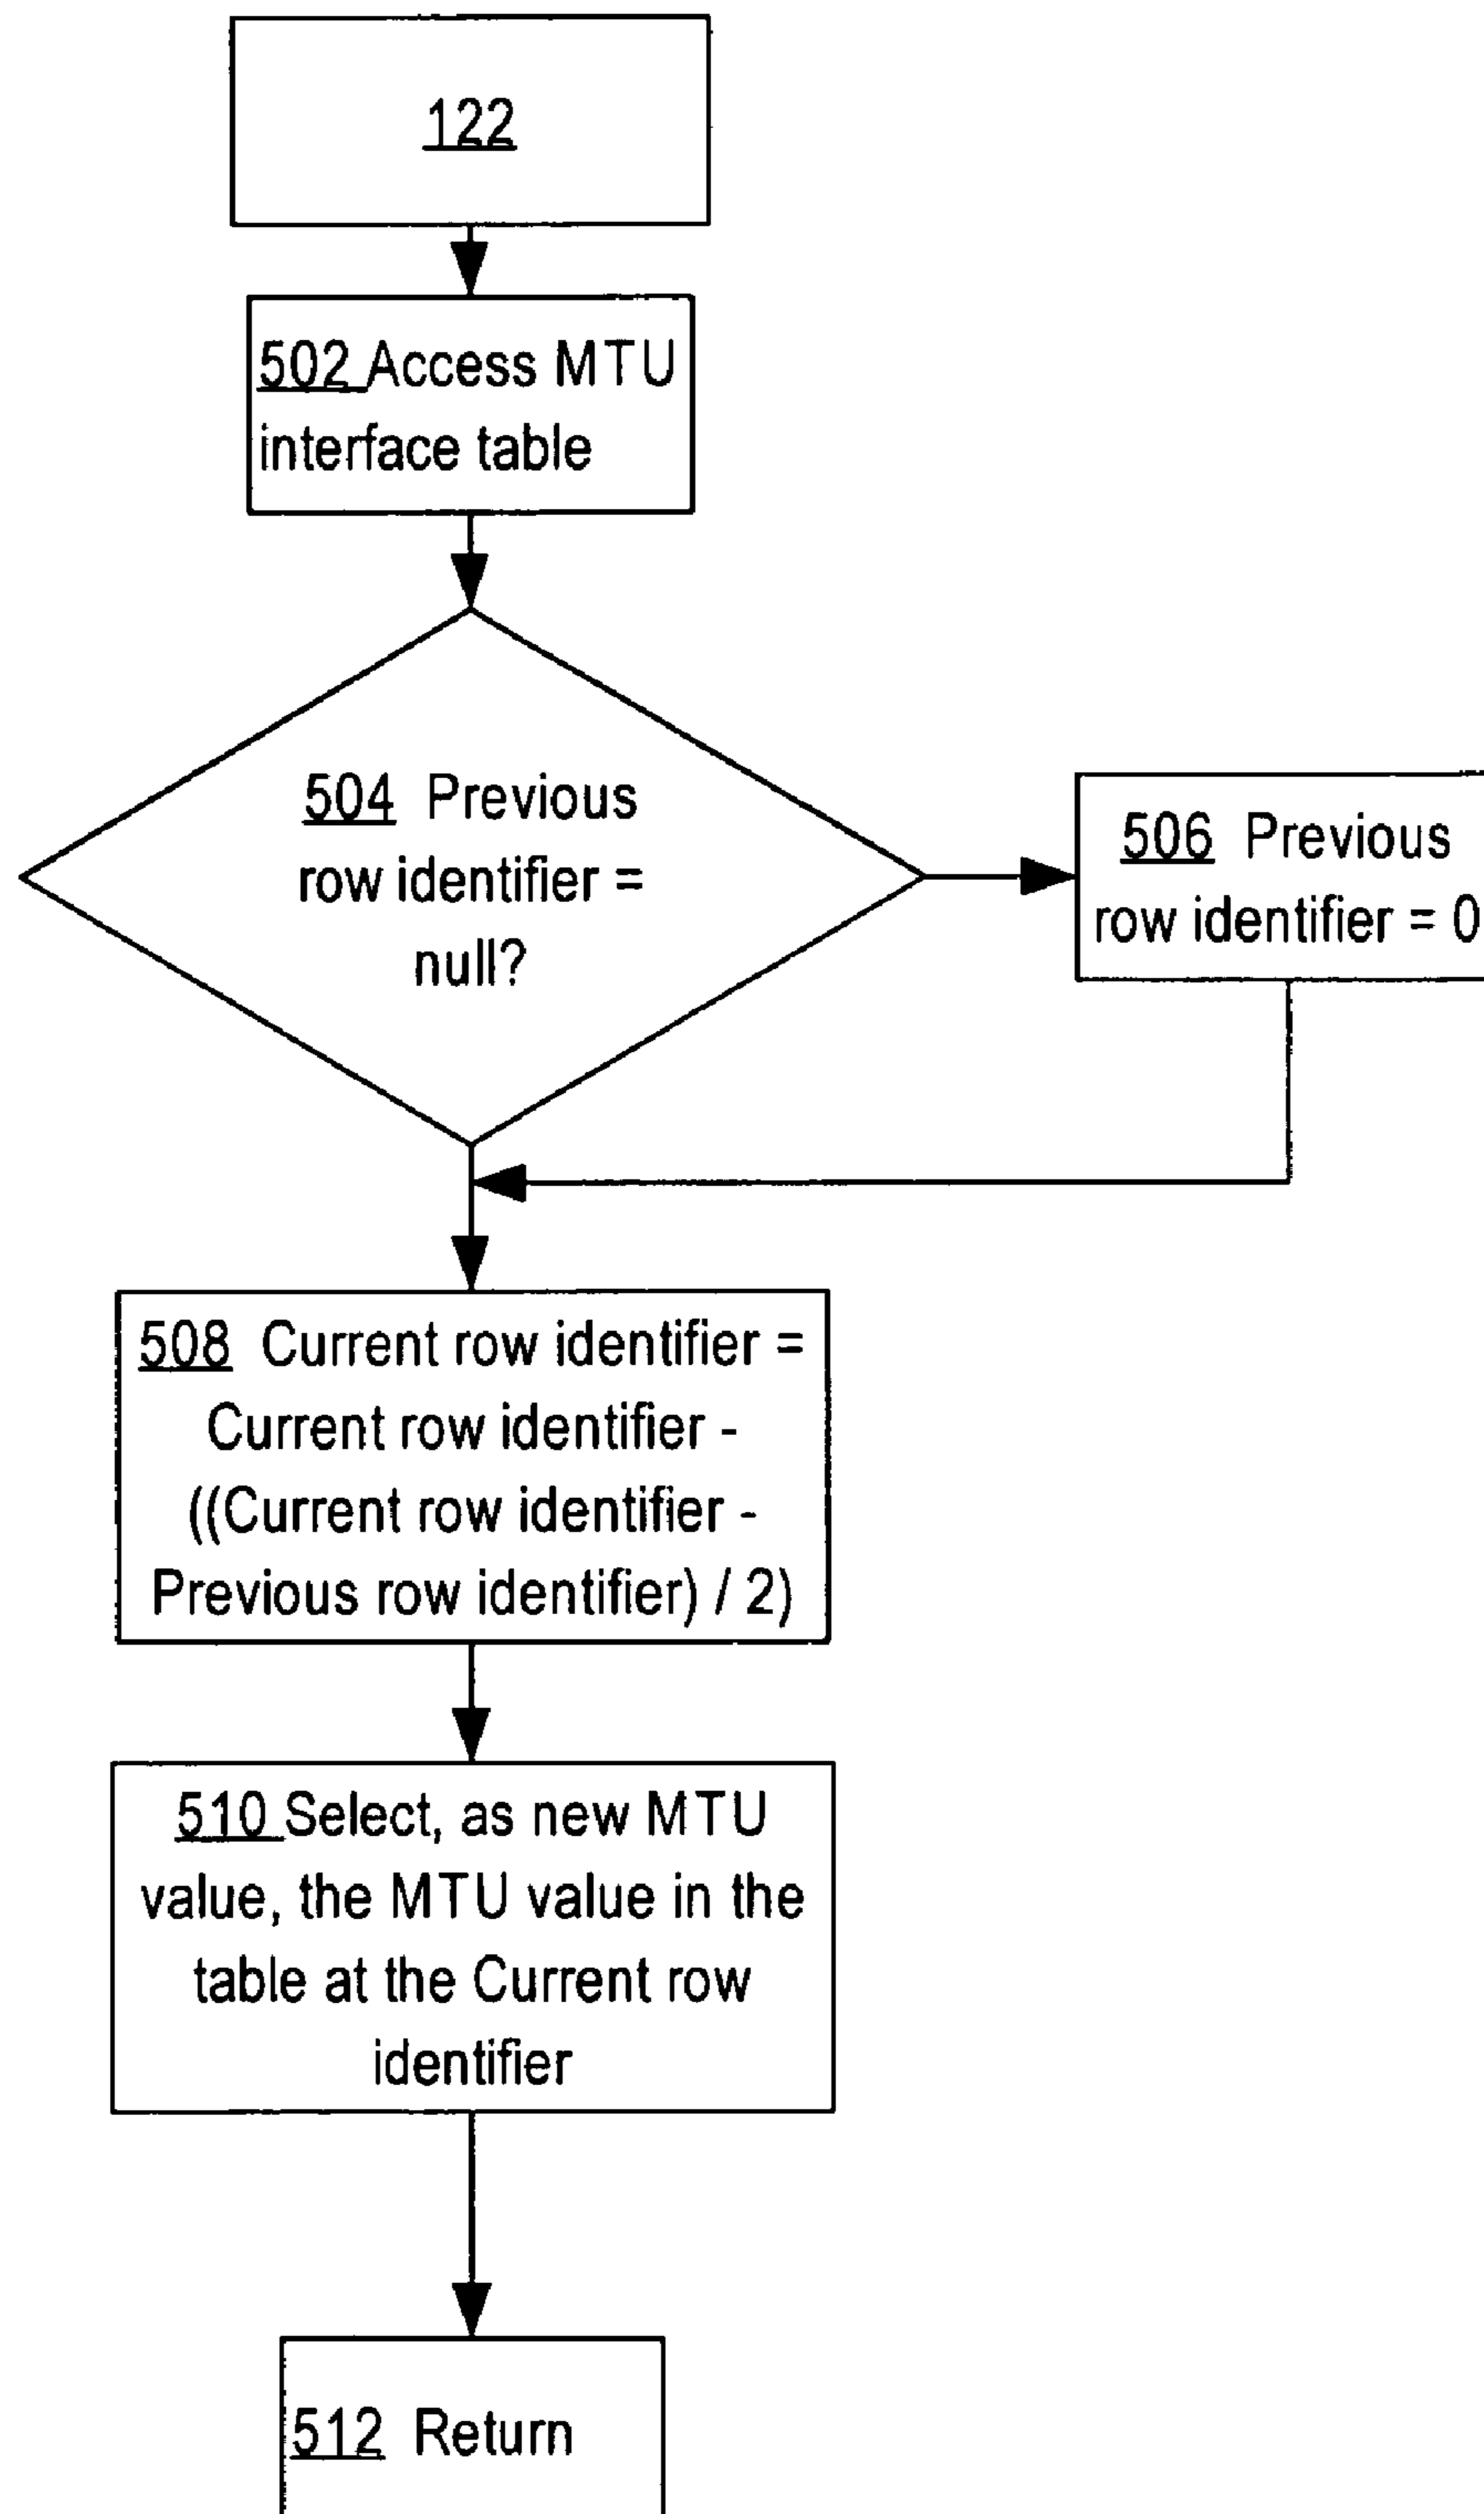 122
502 Access MTU
interface table
504 Previous
row identifier =
null?
506 Previous
row identifier = 0
508 Current row identifier =
Current row identifier -
((Current row identifier -
Previous row identifier) / 2)
510 Select, as new MTU
value, the MTU value in the
table at the Current row
identifier
512 Return